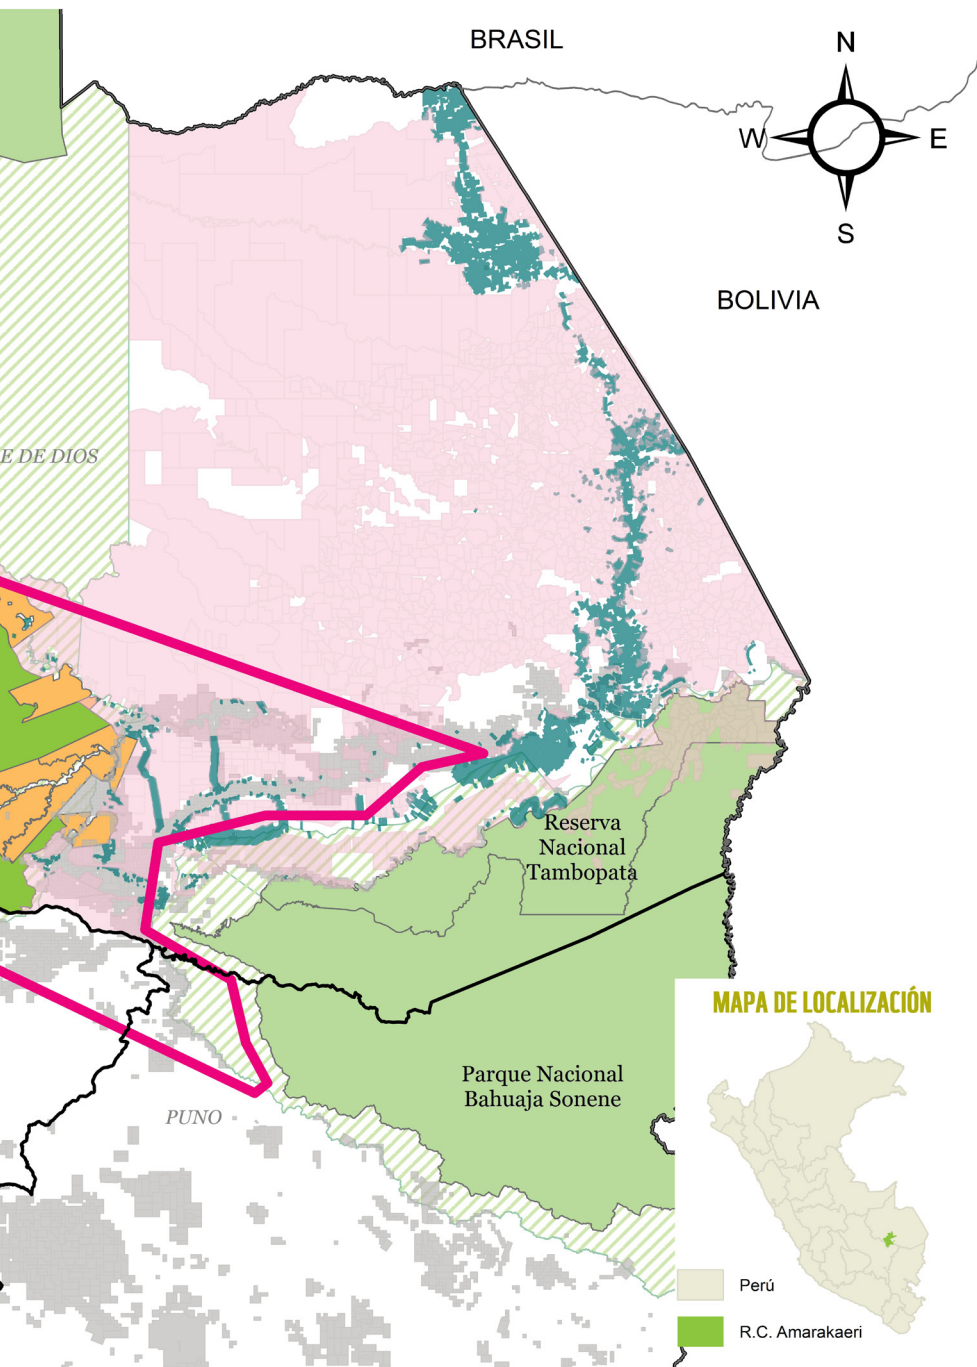 BRASIL
N
W
E
S
BOLIVIA
E DE DIOS
Reserva
Nacional
Tambopata
MAPA DE LOCALIZACIÓN
Parque Nacional
Bahuaja Sonene
PUNO
Perú
R.C. Amarakaeri